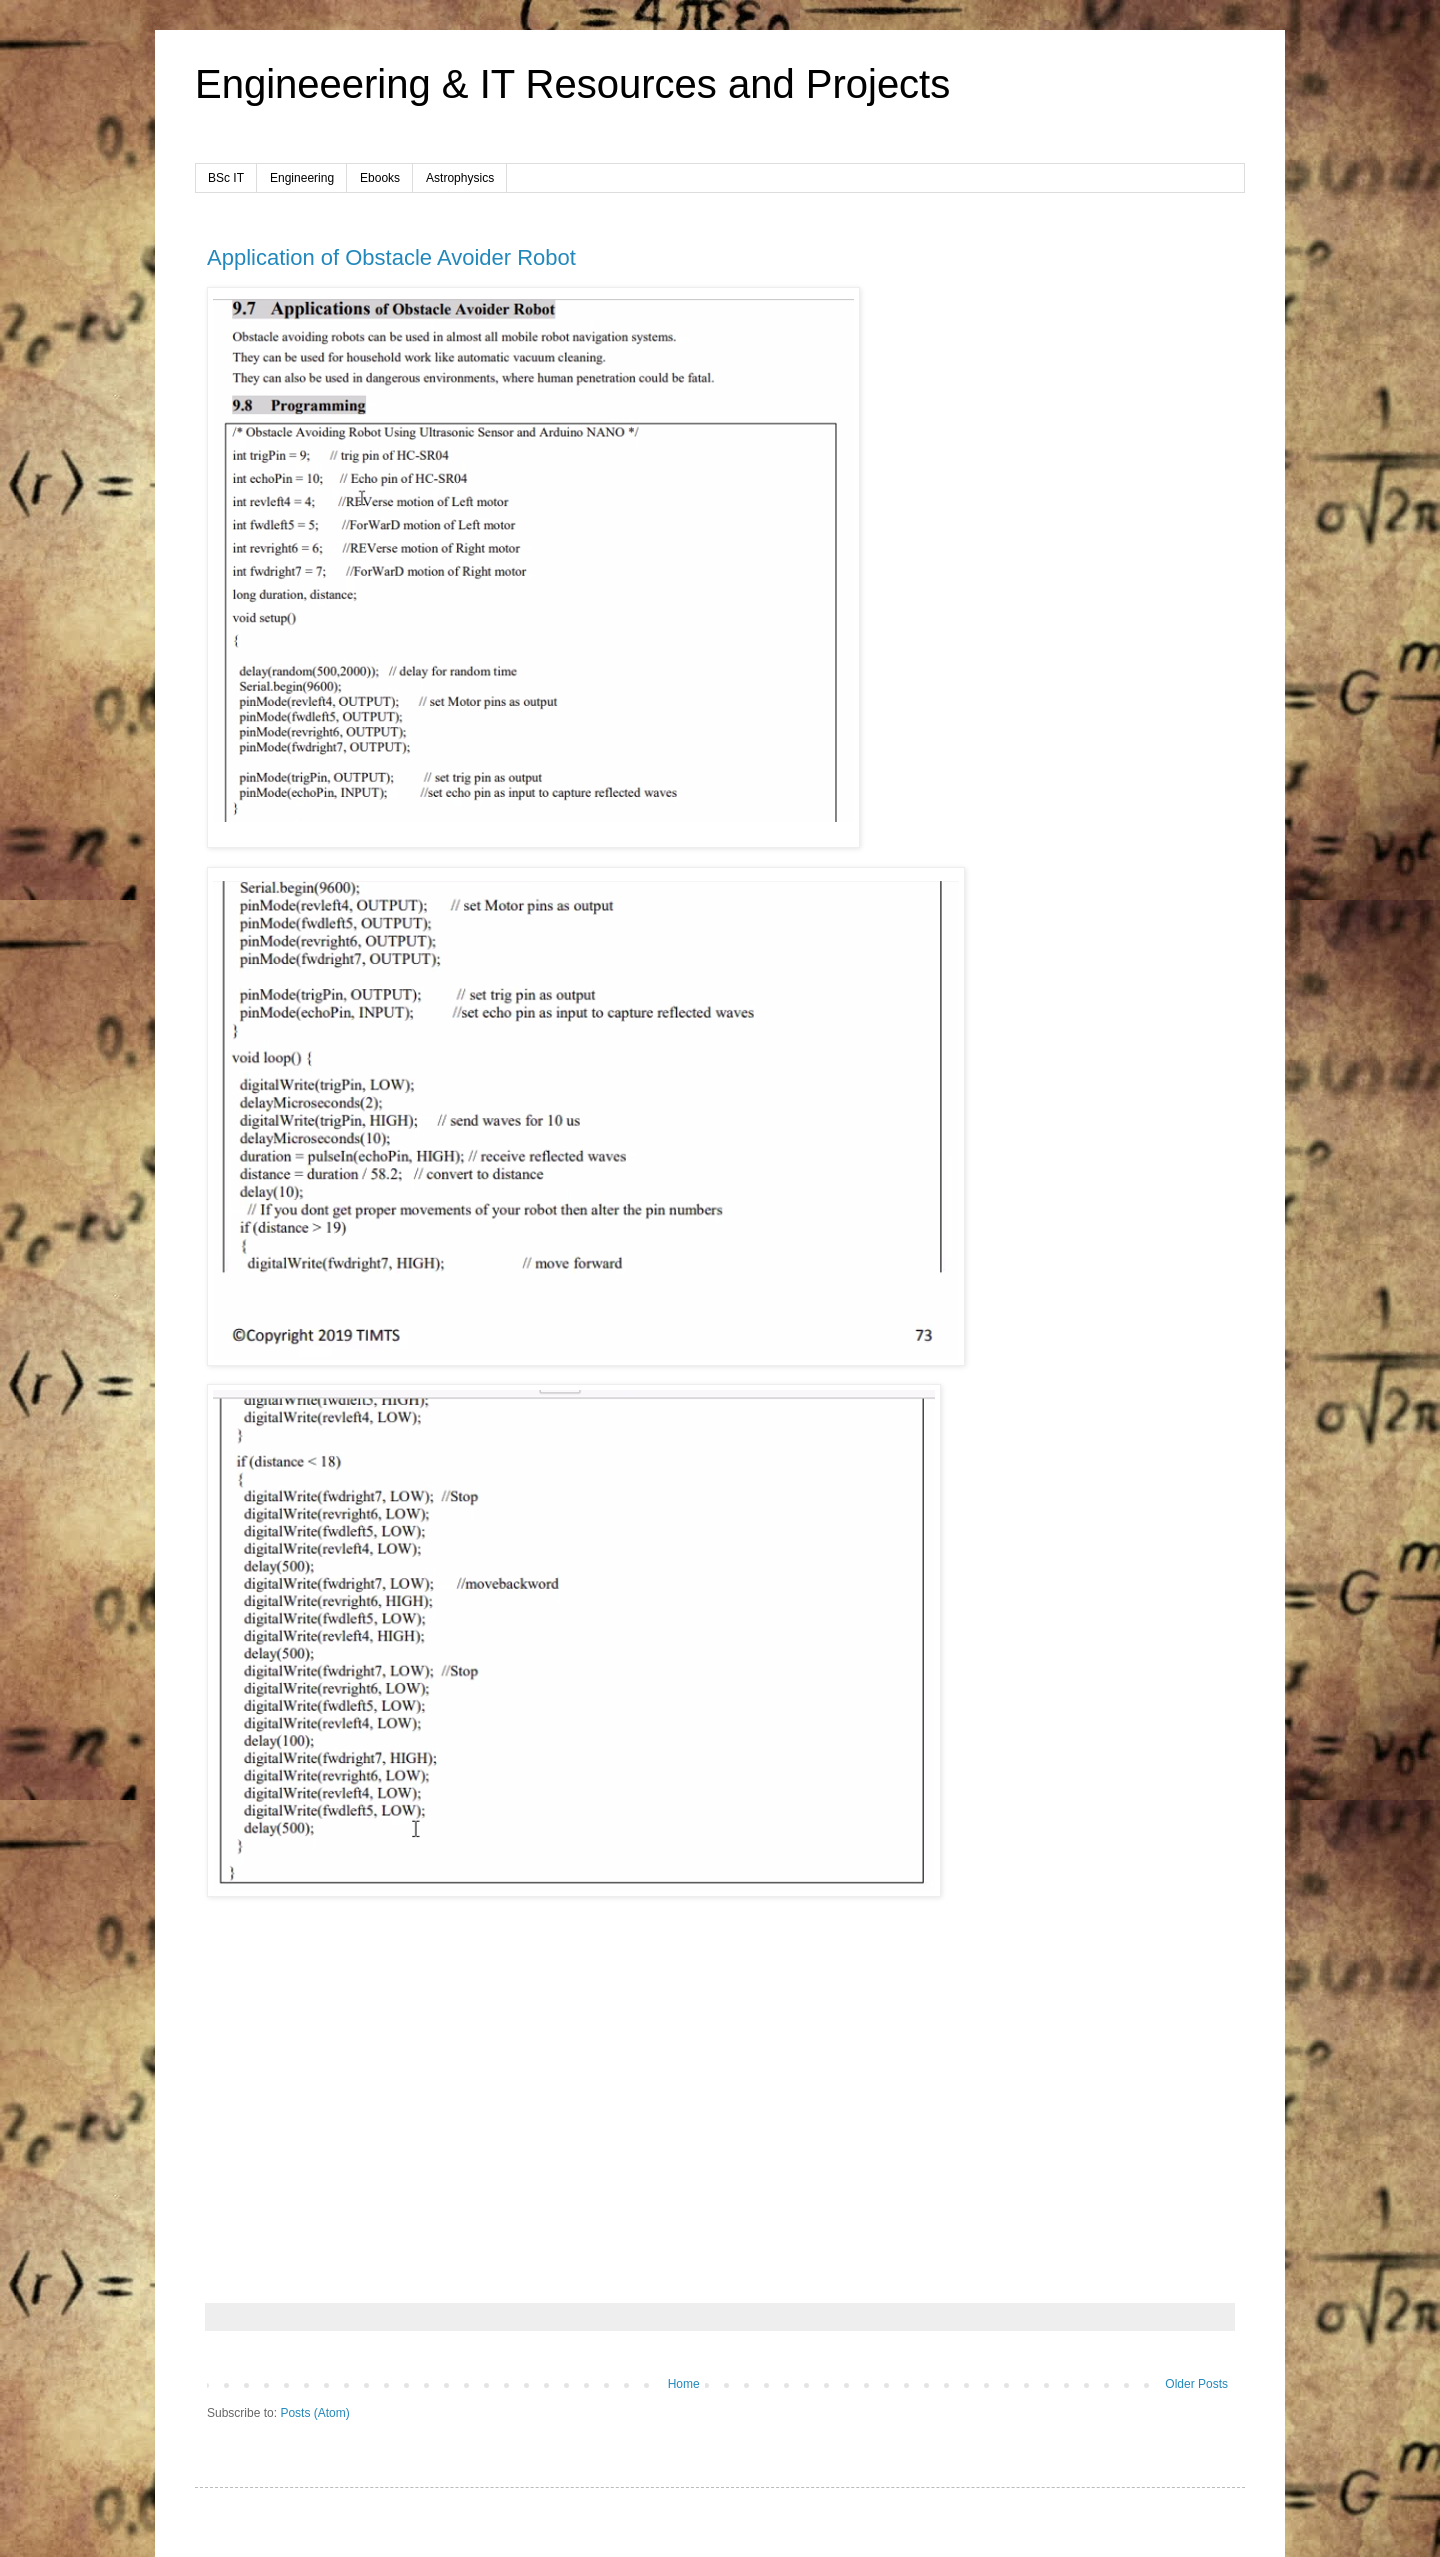 Engineeering & IT Resources and Projects
BSc IT
Engineering
Ebooks
Astrophysics
Application of Obstacle Avoider Robot
9.7 Applications of Obstacle Avoider Robot
Obstacle avoiding robots can be used in almost all mobile robot navigation systems.
They can be used for household work like automatic vacuum cleaning.
They can also be used in dangerous environments, where human penetration could be fatal.
9.8 Programming
/* Obstacle Avoiding Robot Using Ultrasonic Sensor and Arduino NANO */
int trigPin = 9; // trig pin of HC-SR04
int echoPin = 10; // Echo pin of HC-SR04
int revleft4 = 4; //REVerse motion of Left motor
int fwdleft5 = 5; //ForWarD motion of Left motor
int revright6 = 6; //REVerse motion of Right motor
int fwdright7 = 7; //ForWarD motion of Right motor
long duration, distance;
void setup()
{
delay(random(500,2000)); // delay for random time
Serial.begin(9600);
pinMode(revleft4, OUTPUT); // set Motor pins as output
pinMode(fwdleft5, OUTPUT);
pinMode(revright6, OUTPUT);
pinMode(fwdright7, OUTPUT);
pinMode(trigPin, OUTPUT); // set trig pin as output
pinMode(echoPin, INPUT); //set echo pin as input to capture reflected waves
}
Serial.begin(9600);
pinMode(revleft4, OUTPUT); // set Motor pins as output
pinMode(fwdleft5, OUTPUT);
pinMode(revright6, OUTPUT);
pinMode(fwdright7, OUTPUT);
pinMode(trigPin, OUTPUT); // set trig pin as output
pinMode(echoPin, INPUT); //set echo pin as input to capture reflected waves
}
void loop() {
digitalWrite(trigPin, LOW);
delayMicroseconds(2);
digitalWrite(trigPin, HIGH); // send waves for 10 us
delayMicroseconds(10);
duration = pulseIn(echoPin, HIGH); // receive reflected waves
distance = duration / 58.2; // convert to distance
delay(10);
// If you dont get proper movements of your robot then alter the pin numbers
if (distance > 19)
{
digitalWrite(fwdright7, HIGH); // move forward
©Copyright 2019 TIMTS 73
digitalWrite(fwdleft5, HIGH);
digitalWrite(revleft4, LOW);
}
if (distance < 18)
{
digitalWrite(fwdright7, LOW); //Stop
digitalWrite(revright6, LOW);
digitalWrite(fwdleft5, LOW);
digitalWrite(revleft4, LOW);
delay(500);
digitalWrite(fwdright7, LOW); //movebackword
digitalWrite(revright6, HIGH);
digitalWrite(fwdleft5, LOW);
digitalWrite(revleft4, HIGH);
delay(500);
digitalWrite(fwdright7, LOW); //Stop
digitalWrite(revright6, LOW);
digitalWrite(fwdleft5, LOW);
digitalWrite(revleft4, LOW);
delay(100);
digitalWrite(fwdright7, HIGH);
digitalWrite(revright6, LOW);
digitalWrite(revleft4, LOW);
digitalWrite(fwdleft5, LOW);
delay(500);
}
}
Home
Older Posts
Subscribe to: Posts (Atom)